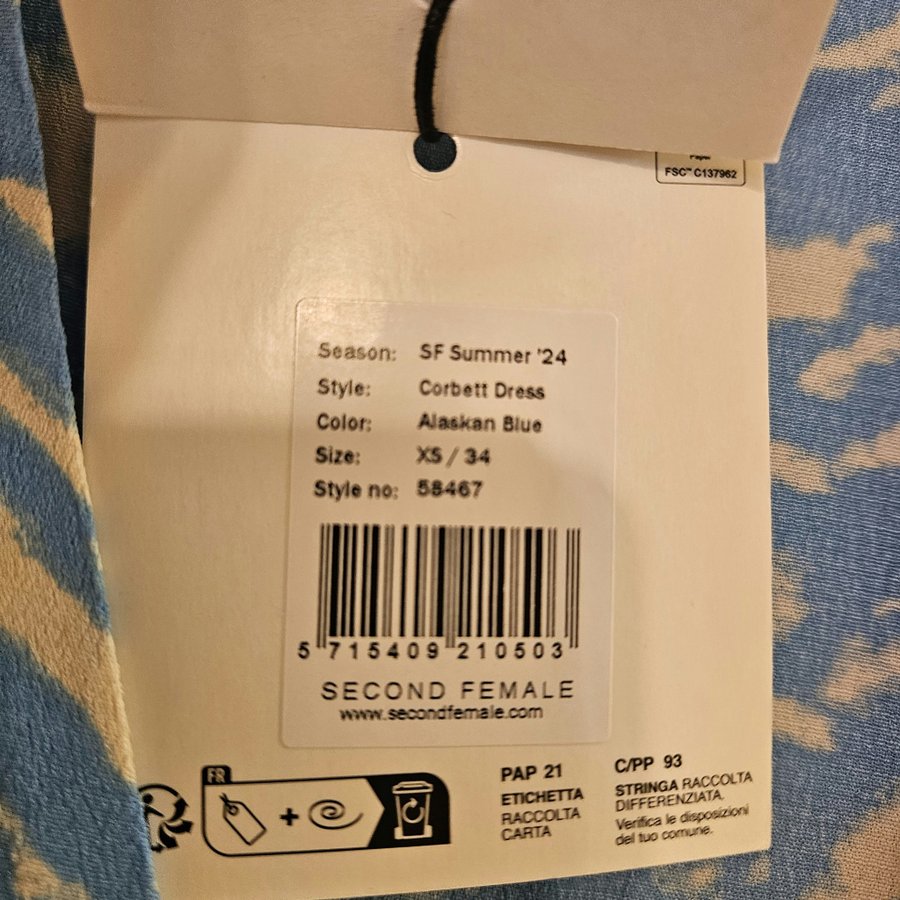 Paper
FSC™ C137962
Season: SF Summer '24
Style: Corbett Dress
Color: Alaskan Blue
Size: XS / 34
Style no: 58467
5 715409 210503
SECOND FEMALE
www.secondfemale.com
FR
+
PAP 21
ETICHETTA
RACCOLTA
CARTA
C/PP 93
STRINGA RACCOLTA
DIFFERENZIATA.
Verifica le disposizioni
del tuo comune.